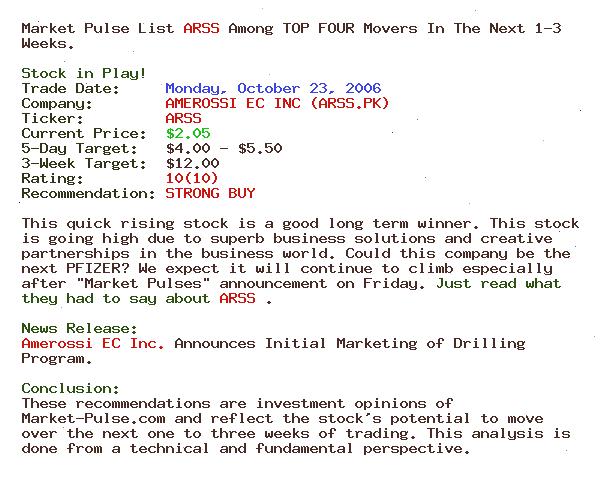 Market Pulse List ARSS Among TOP FOUR Movers In The Next 1-3
Weeks.
Stock in Play!
Trade Date: Monday, October 23, 2006
Company: AMEROSSI EC INC (ARSS.PK)
Ticker: ARSS
Current Price: $2.05
5-Day Target: $4.00 - $5.50
3-Week Target: $12.00
Rating: 10(10)
Recommendation: STRONG BUY
This quick rising stock is a good long term winner. This stock
is going high due to superb business solutions and creative
partnerships in the business world. Could this company be the
next PFIZER? We expect it will continue to climb especially
after "Market Pulses" announcement on Friday. Just read what
they had to say about ARSS .
News Release:
Amerossi EC Inc. Announces Initial Marketing of Drilling
Program.
Conclusion:
These recommendations are investment opinions of
Market-Pulse.com and reflect the stock's potential to move
over the next one to three weeks of trading. This analysis is
done from a technical and fundamental perspective.